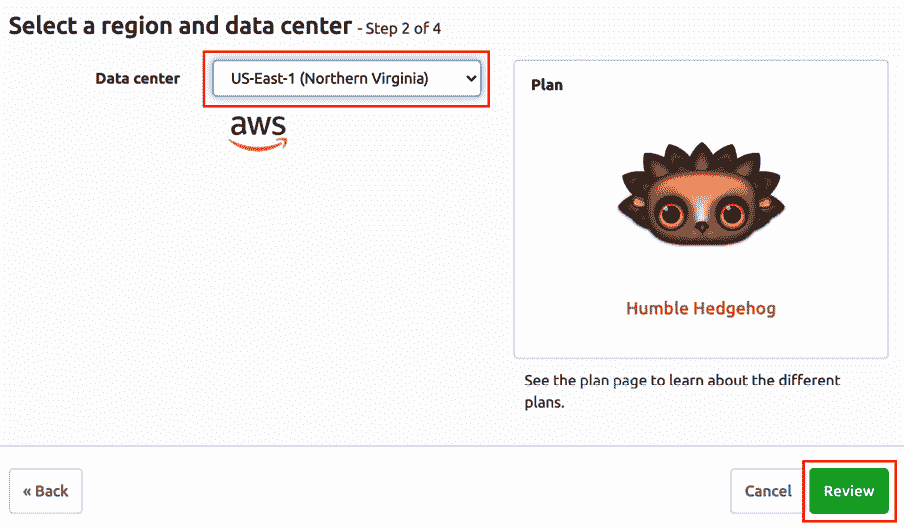 Select a region and data center - Step 2 of 4
Data center
US-East-1 (Northern Virginia)
aws
Plan
Humble Hedgehog
See the plan page to learn about the different
plans.
« Back
Cancel
Review